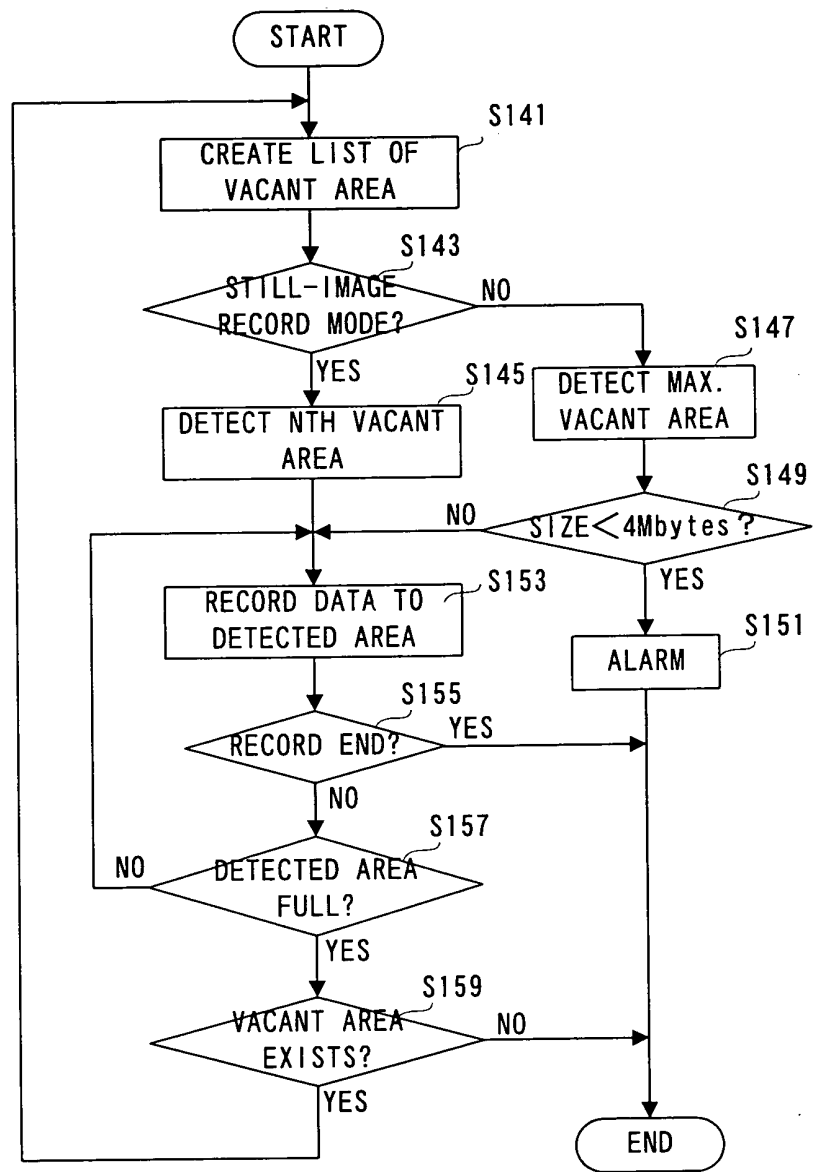 START
S141
CREATE LIST OF
VACANT AREA
S143
STILL-IMAGE
RECORD MODE?
NO
YES
S145
DETECT NTH VACANT
AREA
S147
DETECT MAX.
VACANT AREA
S149
SIZE<4Mbytes?
NO
YES
S153
RECORD DATA TO
DETECTED AREA
S151
ALARM
S155
RECORD END?
YES
NO
S157
DETECTED AREA
FULL?
NO
YES
S159
VACANT AREA
EXISTS?
NO
YES
END